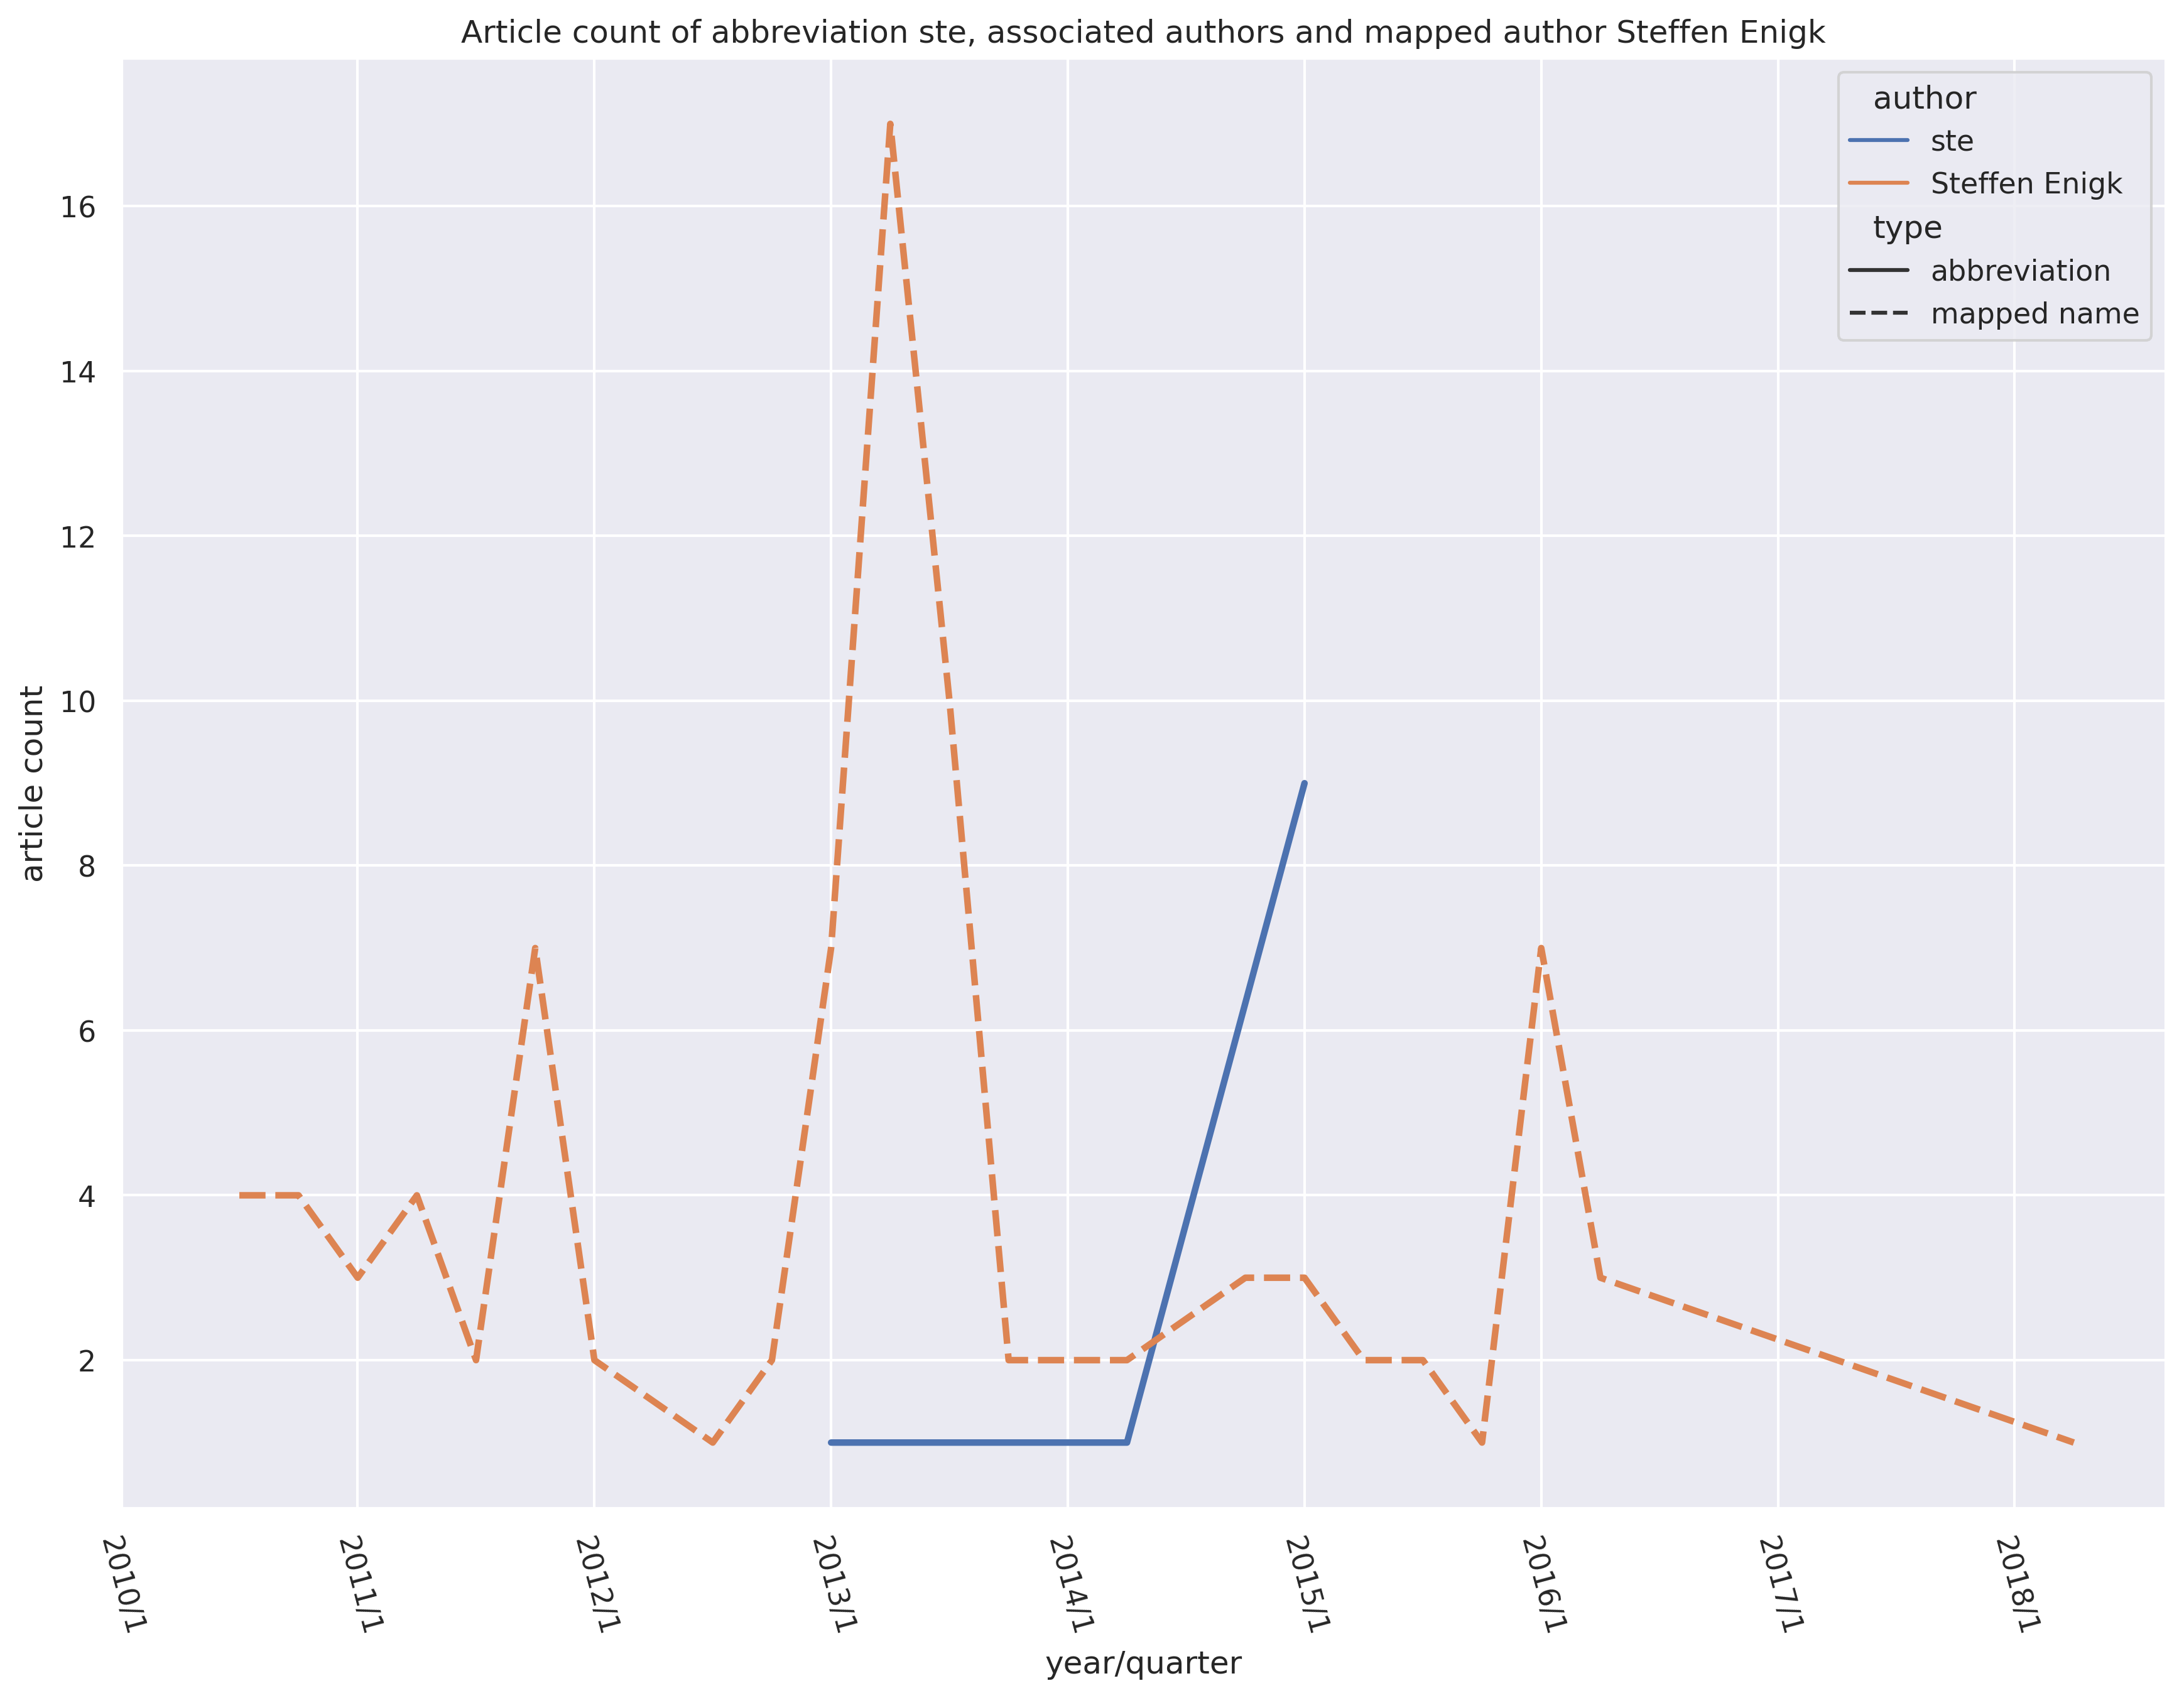 Article count of abbreviation ste, associated authors and mapped author Steffen Enigk
author
ste
Steffen Enigk
type
abbreviation
mapped name
article count
16
14
12
10
8
6
4
2
2010/1
2011/1
2012/1
2013/1
2014/1
2015/1
2016/1
2017/1
2018/1
year/quarter